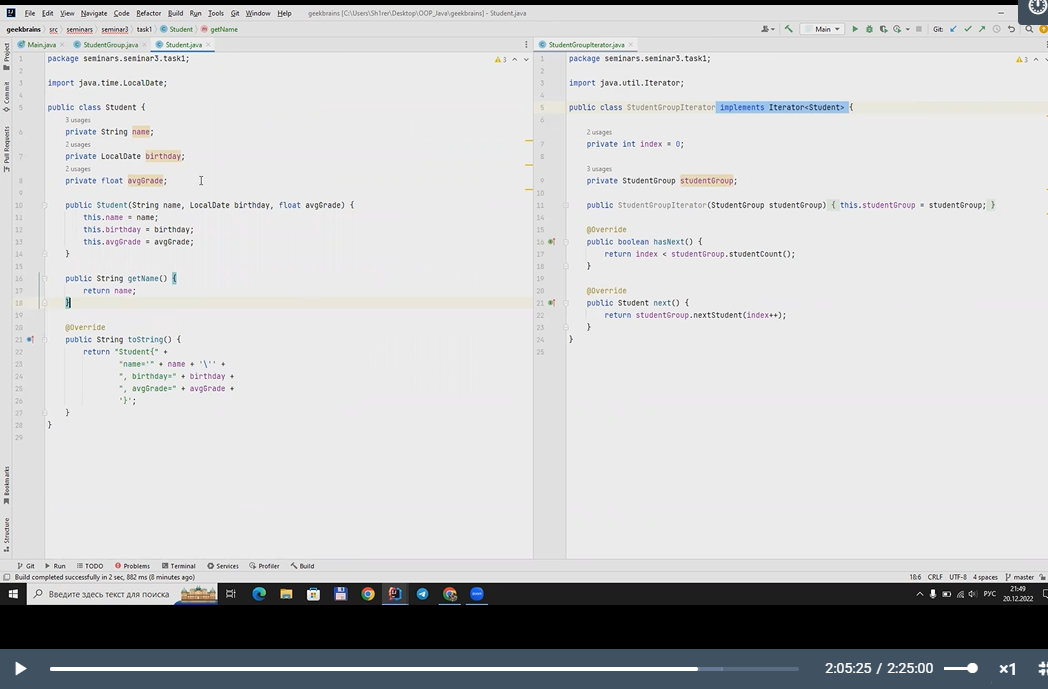 File Edit View Navigate Code Refactor Build Run Tools Git Window Help geekbrains [C:\Users\Sh1rer\Desktop\OOP_Java\geekbrains] - Student.java
geekbrains src seminars seminar3 task1 Student getName Main Git:
Main.java StudentGroup.java Student.java StudentGroupIterator.java
Project
Commit
Pull Requests
Bookmarks
Structure
1 package seminars.seminar3.task1; 3
2
3 import java.time.LocalDate;
4
5 public class Student {
3 usages
6 private String name;
2 usages
7 private LocalDate birthday;
2 usages
8 private float avgGrade;
9
10 public Student(String name, LocalDate birthday, float avgGrade) {
11 this.name = name;
12 this.birthday = birthday;
13 this.avgGrade = avgGrade;
14 }
15
16 public String getName() {
17 return name;
18 }
19
20 @Override
21 public String toString() {
22 return "Student{" +
23 "name='" + name + '\'' +
24 ", birthday=" + birthday +
25 ", avgGrade=" + avgGrade +
26 '}';
27 }
28 }
29
1 package seminars.seminar3.task1; 3
2
3 import java.util.Iterator;
4
5 public class StudentGroupIterator implements Iterator<Student> {
6
2 usages
7 private int index = 0;
8
3 usages
9 private StudentGroup studentGroup;
10
11 public StudentGroupIterator(StudentGroup studentGroup) { this.studentGroup = studentGroup; }
14
15 @Override
16 public boolean hasNext() {
17 return index < studentGroup.studentCount();
18 }
19
20 @Override
21 public Student next() {
22 return studentGroup.nextStudent(index++);
23 }
24 }
25
Git Run TODO Problems Terminal Services Profiler Build
Build completed successfully in 2 sec, 882 ms (8 minutes ago) 18:6 CRLF UTF-8 4 spaces master
Введите здесь текст для поиска РУС 21:49
20.12.2022
2:05:25 / 2:25:00 ×1